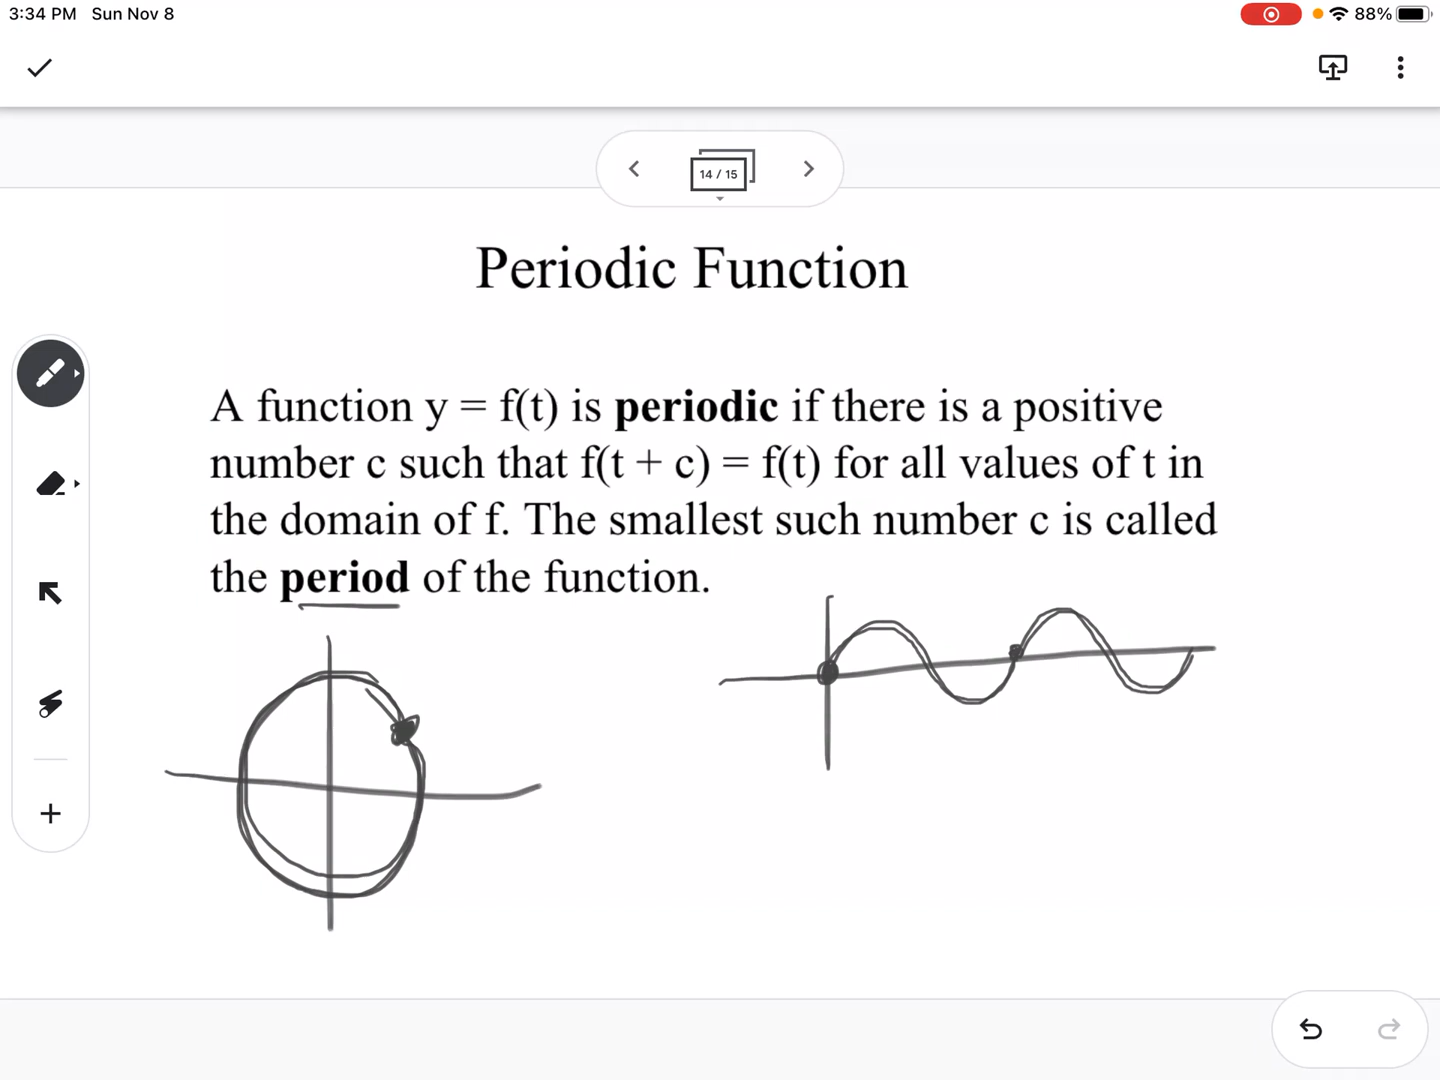 3:34 PM Sun Nov 8
88%
14 / 15
Periodic Function
A function y = f(t) is periodic if there is a positive
number c such that f(t + c) = f(t) for all values of t in
the domain of f. The smallest such number c is called
the period of the function.